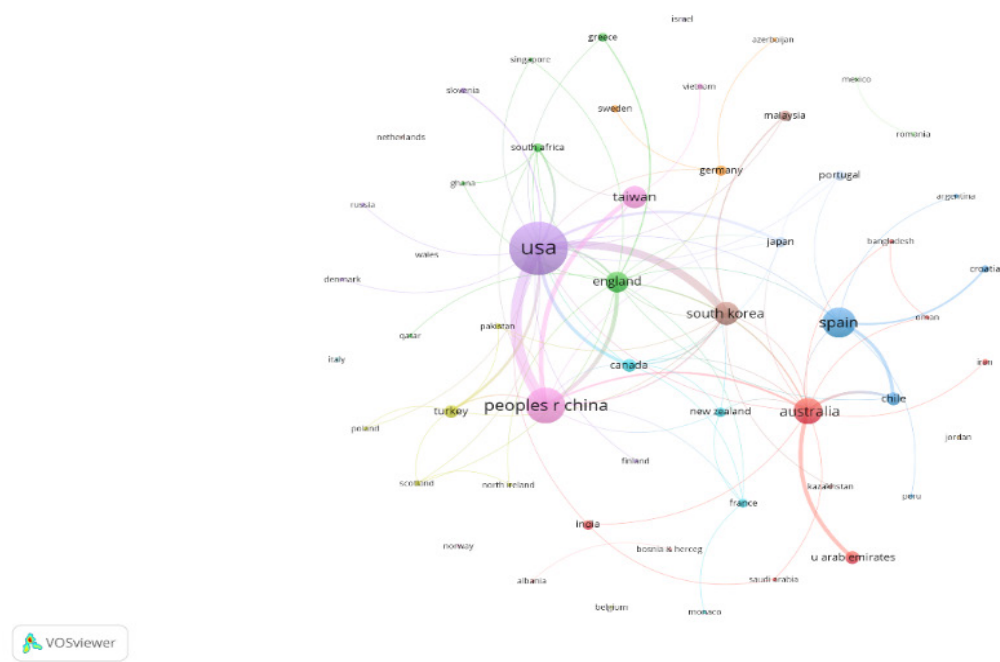 israel
greece
azerbaijan
singapore
mexico
vietnam
slovenia
sweden
malaysia
romania
netherlands
south africa
germany
portugal
ghana
taiwan
argentina
russia
japan
bangladesh
usa
wales
croatia
denmark
england
south korea
oman
spain
pakistan
qatar
italy
iran
canada
chile
peoples r china
turkey
new zealand
australia
poland
jordan
finland
scotland
north ireland
kazakhstan
peru
france
india
norway
bosnia & herceg
u arab emirates
albania
saudi arabia
belgium
monaco
VOSviewer